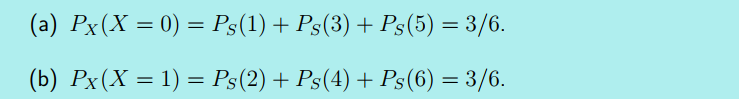 (a) P_X(X = 0) = P_S(1) + P_S(3) + P_S(5) = 3/6.
(b) P_X(X = 1) = P_S(2) + P_S(4) + P_S(6) = 3/6.